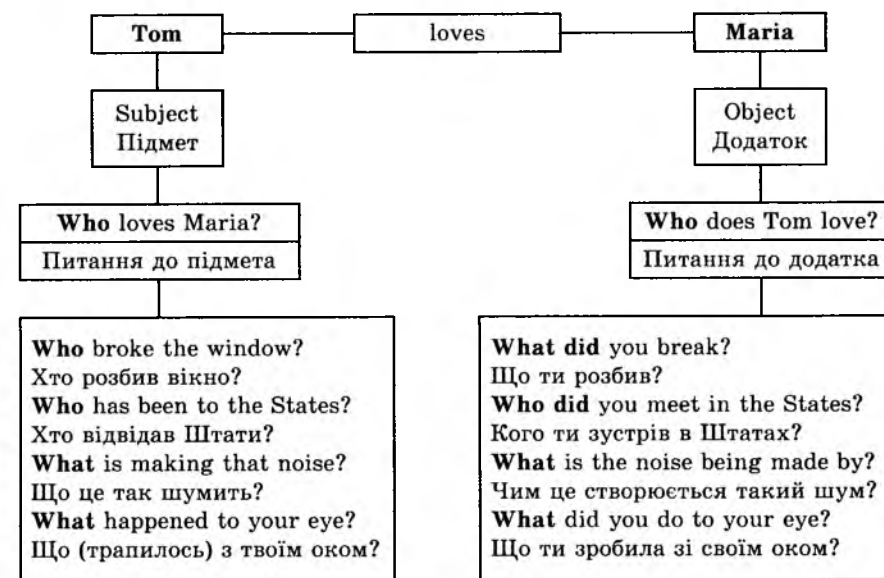 Tom
loves
Maria
Subject
Підмет
Object
Додаток
Who loves Maria?
Питання до підмета
Who does Tom love?
Питання до додатка
Who broke the window?
Хто розбив вікно?
Who has been to the States?
Хто відвідав Штати?
What is making that noise?
Що це так шумить?
What happened to your eye?
Що (трапилось) з твоїм оком?
What did you break?
Що ти розбив?
Who did you meet in the States?
Кого ти зустрів в Штатах?
What is the noise being made by?
Чим це створюється такий шум?
What did you do to your eye?
Що ти зробила зі своїм оком?